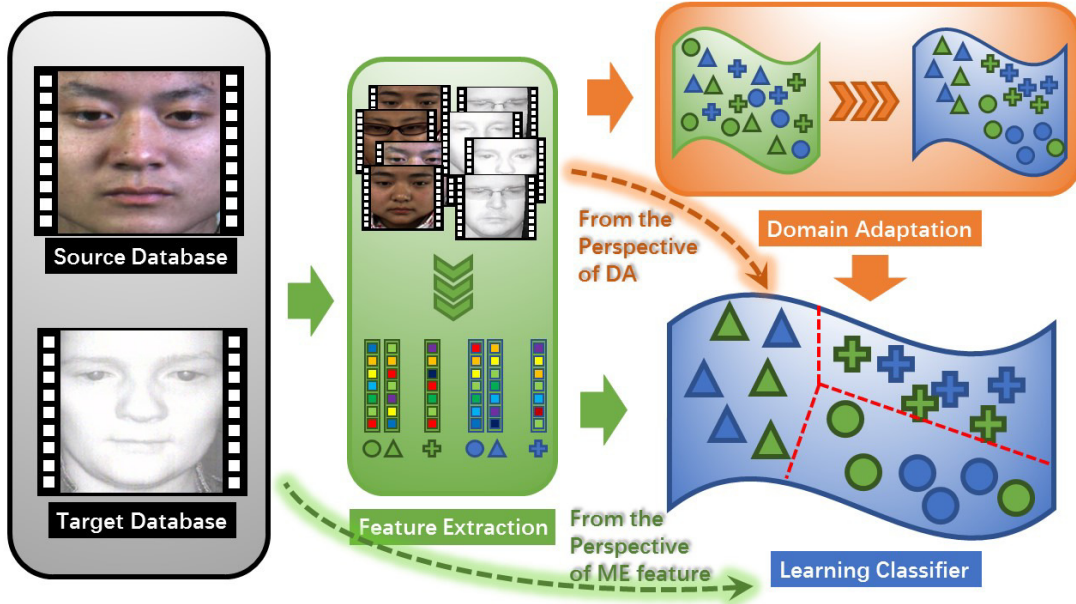 Source Database
Target Database
Feature Extraction
From the
Perspective
of DA
Domain Adaptation
From the
Perspective
of ME feature
Learning Classifier